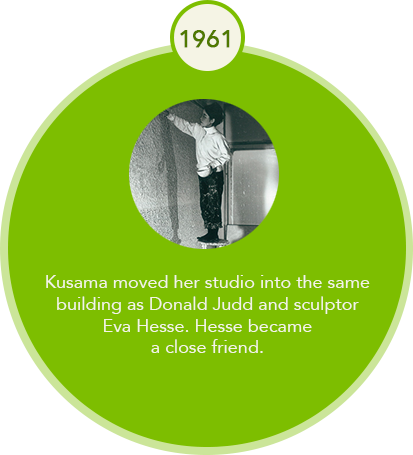 1961
Kusama moved her studio into the same
building as Donald Judd and sculptor
Eva Hesse. Hesse became
a close friend.